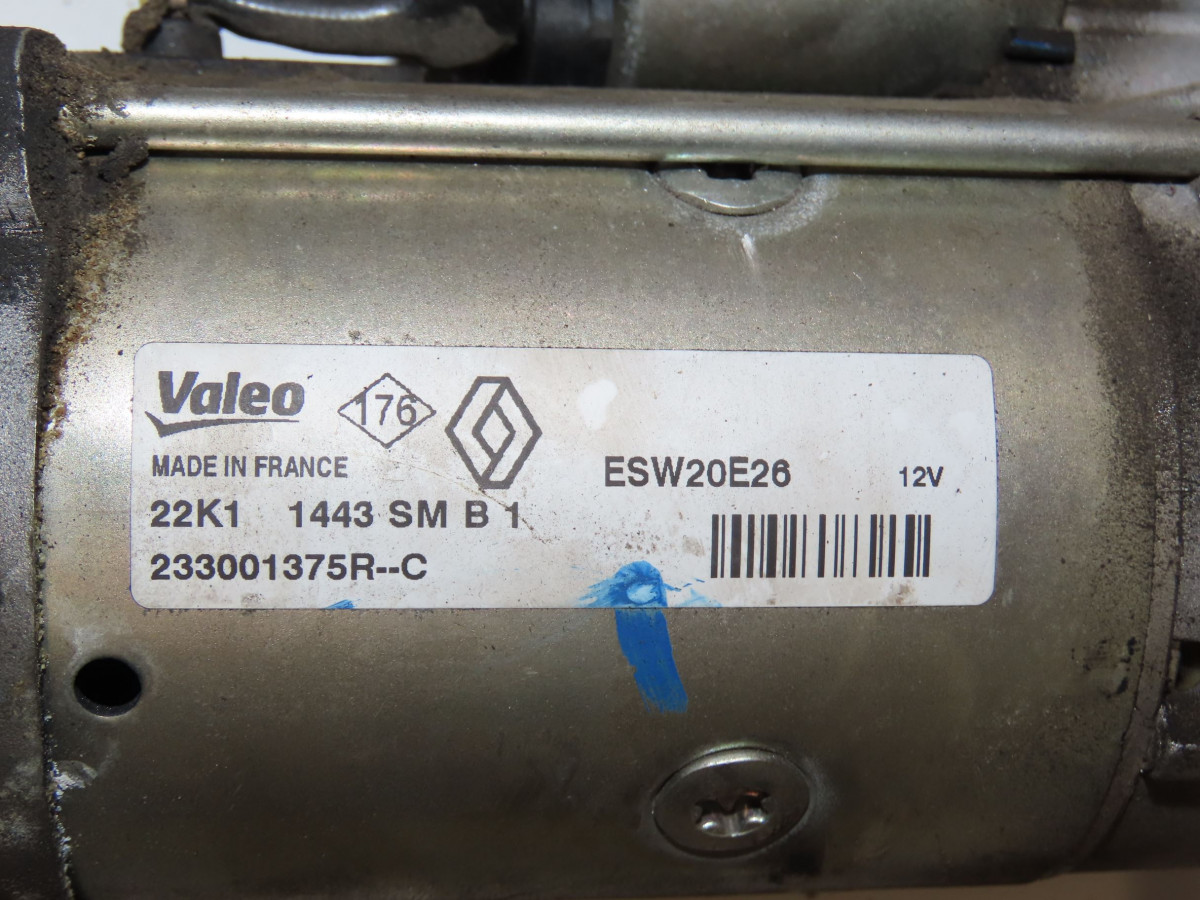 Valeo 176
MADE IN FRANCE
ESW20E26 12V
22K1 1443 SM B 1
233001375R--C